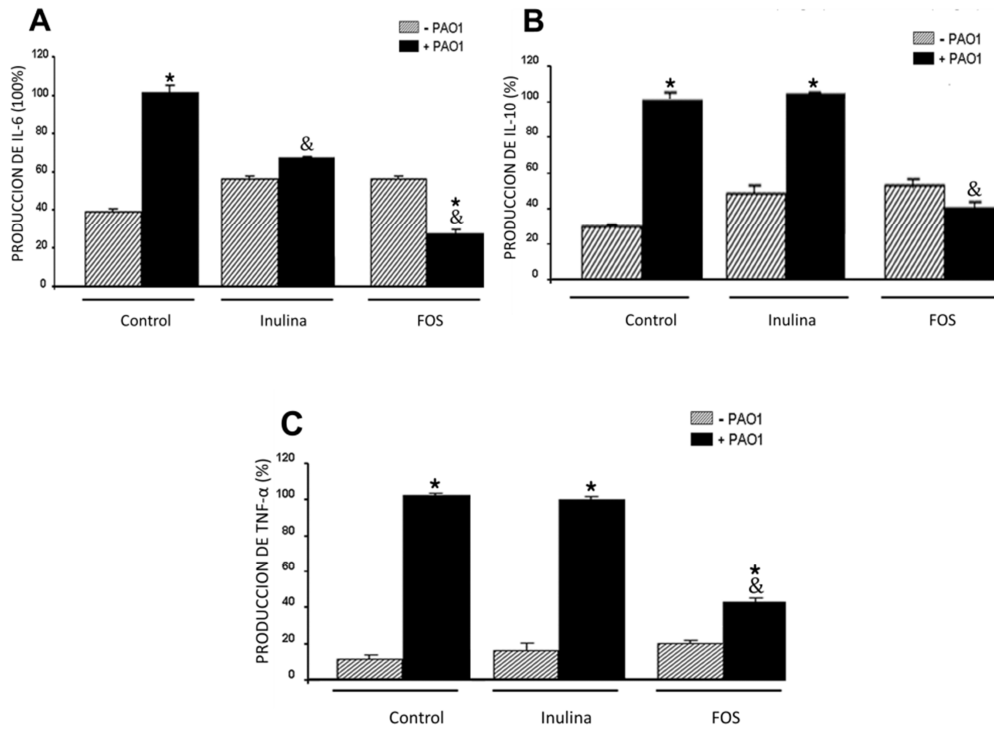 A
- PAO1
+ PAO1
PRODUCCION DE IL-6 (100%)
120
100
80
60
40
20
0
*
&
*
&
Control
Inulina
FOS
B
- PAO1
+ PAO1
PRODUCCION DE IL-10 (%)
120
100
80
60
40
20
0
*
*
&
Control
Inulina
FOS
C
- PAO1
+ PAO1
PRODUCCION DE TNF-α (%)
120
100
80
60
40
20
0
*
*
*
&
Control
Inulina
FOS